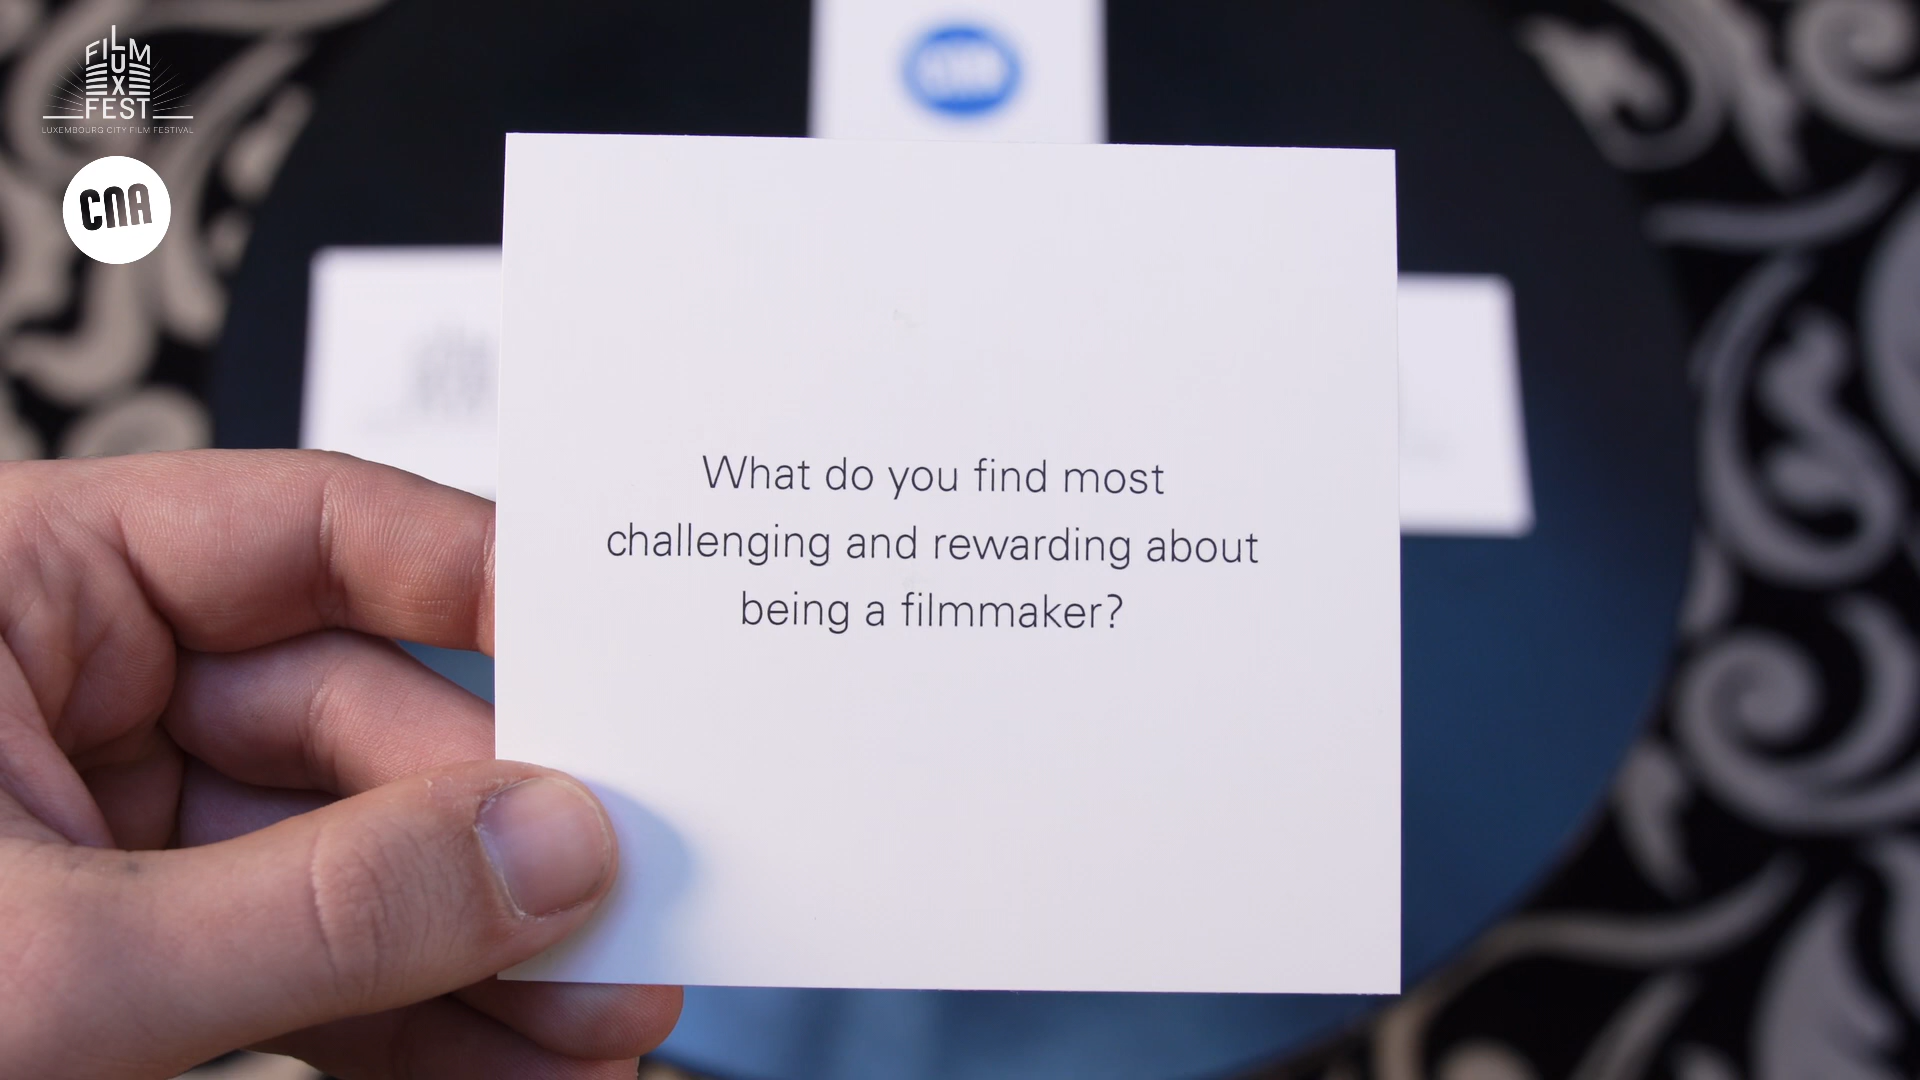 FILM
LUX
FEST
LUXEMBOURG CITY FILM FESTIVAL
CNA
CNA
What do you find most
challenging and rewarding about
being a filmmaker?